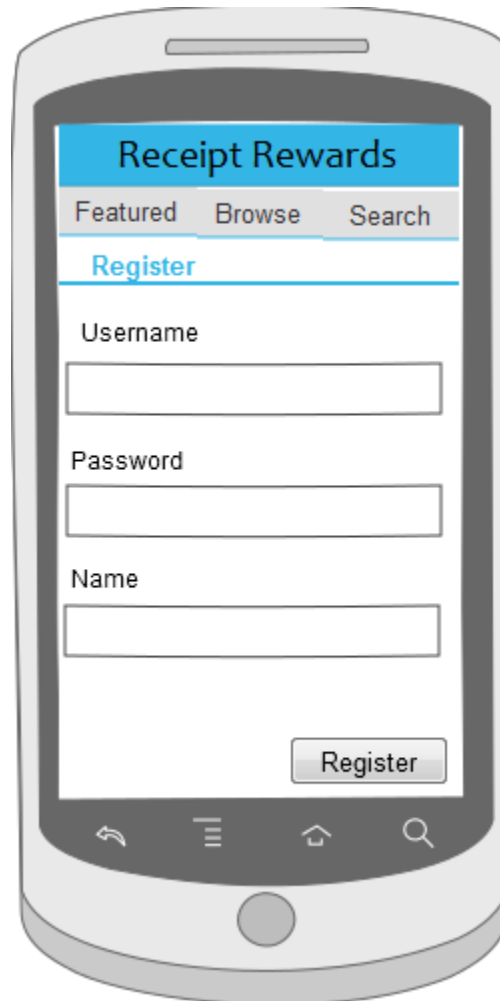 Receipt Rewards
Featured Browse Search
Register
Username
Password
Name
Register